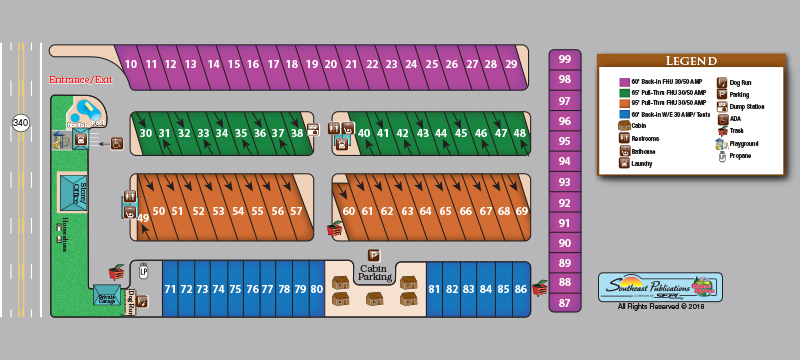 10 11 12 13 14 15 16 17 18 19 20 21 22 23 24 25 26 27 28 29
Entrance/Exit
340
30 31 32 33 34 35 36 37 38
40 41 42 43 44 45 46 47 48
49 50 51 52 53 54 55 56 57
60 61 62 63 64 65 66 67 68 69
Store/
Office
Horseshoes
LP
Private
Garage
Dog Run
71 72 73 74 75 76 77 78 79 80
Cabin
Parking
81 82 83 84 85 86
99
98
97
96
95
94
93
92
91
90
89
88
87
LEGEND
60' Back-In FHU 30/50 AMP
65' Pull-Thru FHU 30/50 AMP
95' Pull-Thru FHU 30/50 AMP
60' Back-In W/E 30 AMP/ Tents
Cabin
Restrooms
Bathouse
Laundry
Dog Run
Parking
Dump Station
ADA
Trash
Playground
LP Propane
Southeast Publications
All Rights Reserved © 2018